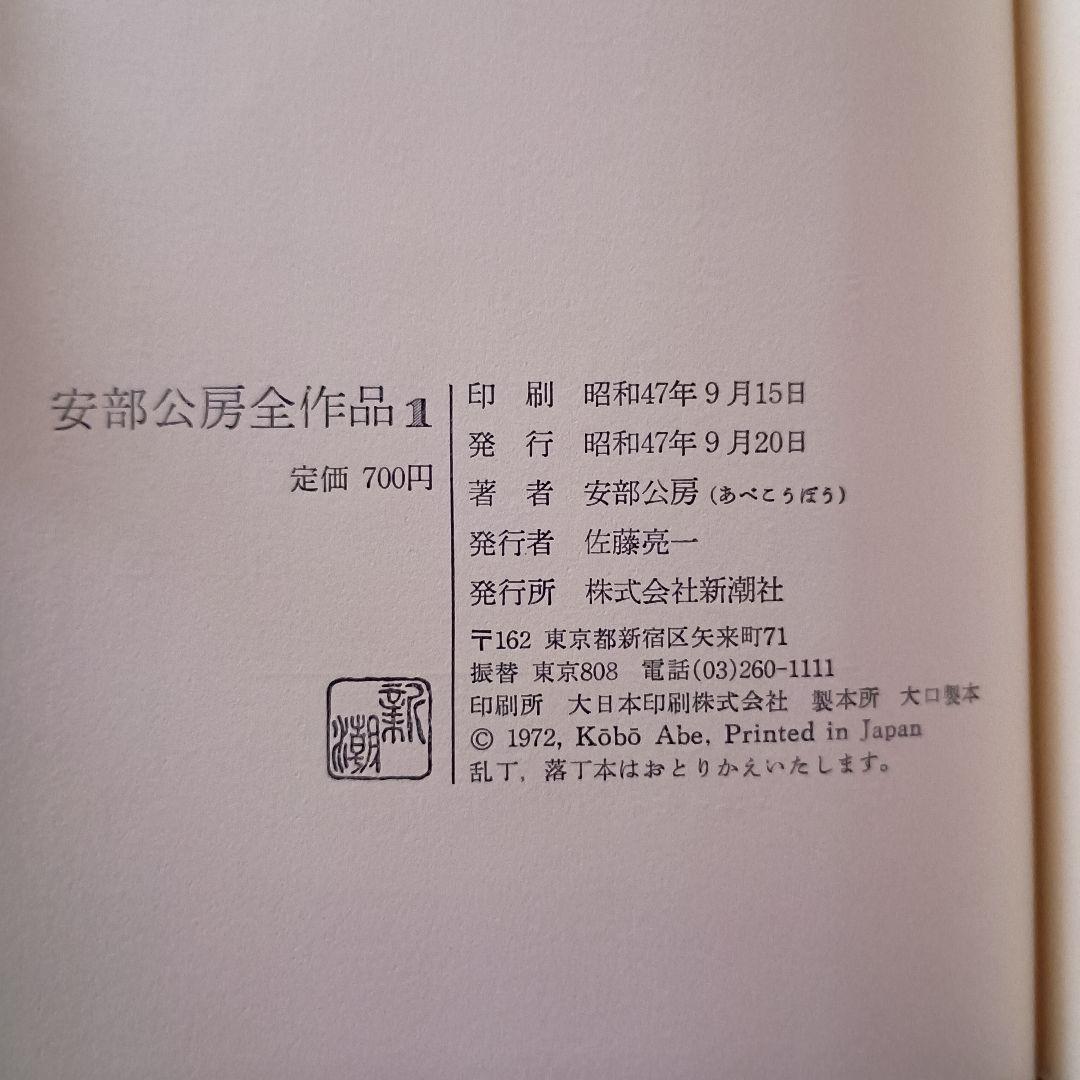 安部公房全作品1
定価 700円
印 刷 昭和47年9月15日
発 行 昭和47年9月20日
著 者 安部公房(あべこうぼう)
発行者 佐藤亮一
発行所 株式会社新潮社
〒162 東京都新宿区矢来町71
振替 東京808 電話(03)260-1111
印刷所 大日本印刷株式会社 製本所 大口製本
© 1972, Kōbō Abe, Printed in Japan
乱丁，落丁本はおとりかえいたします。
新潮